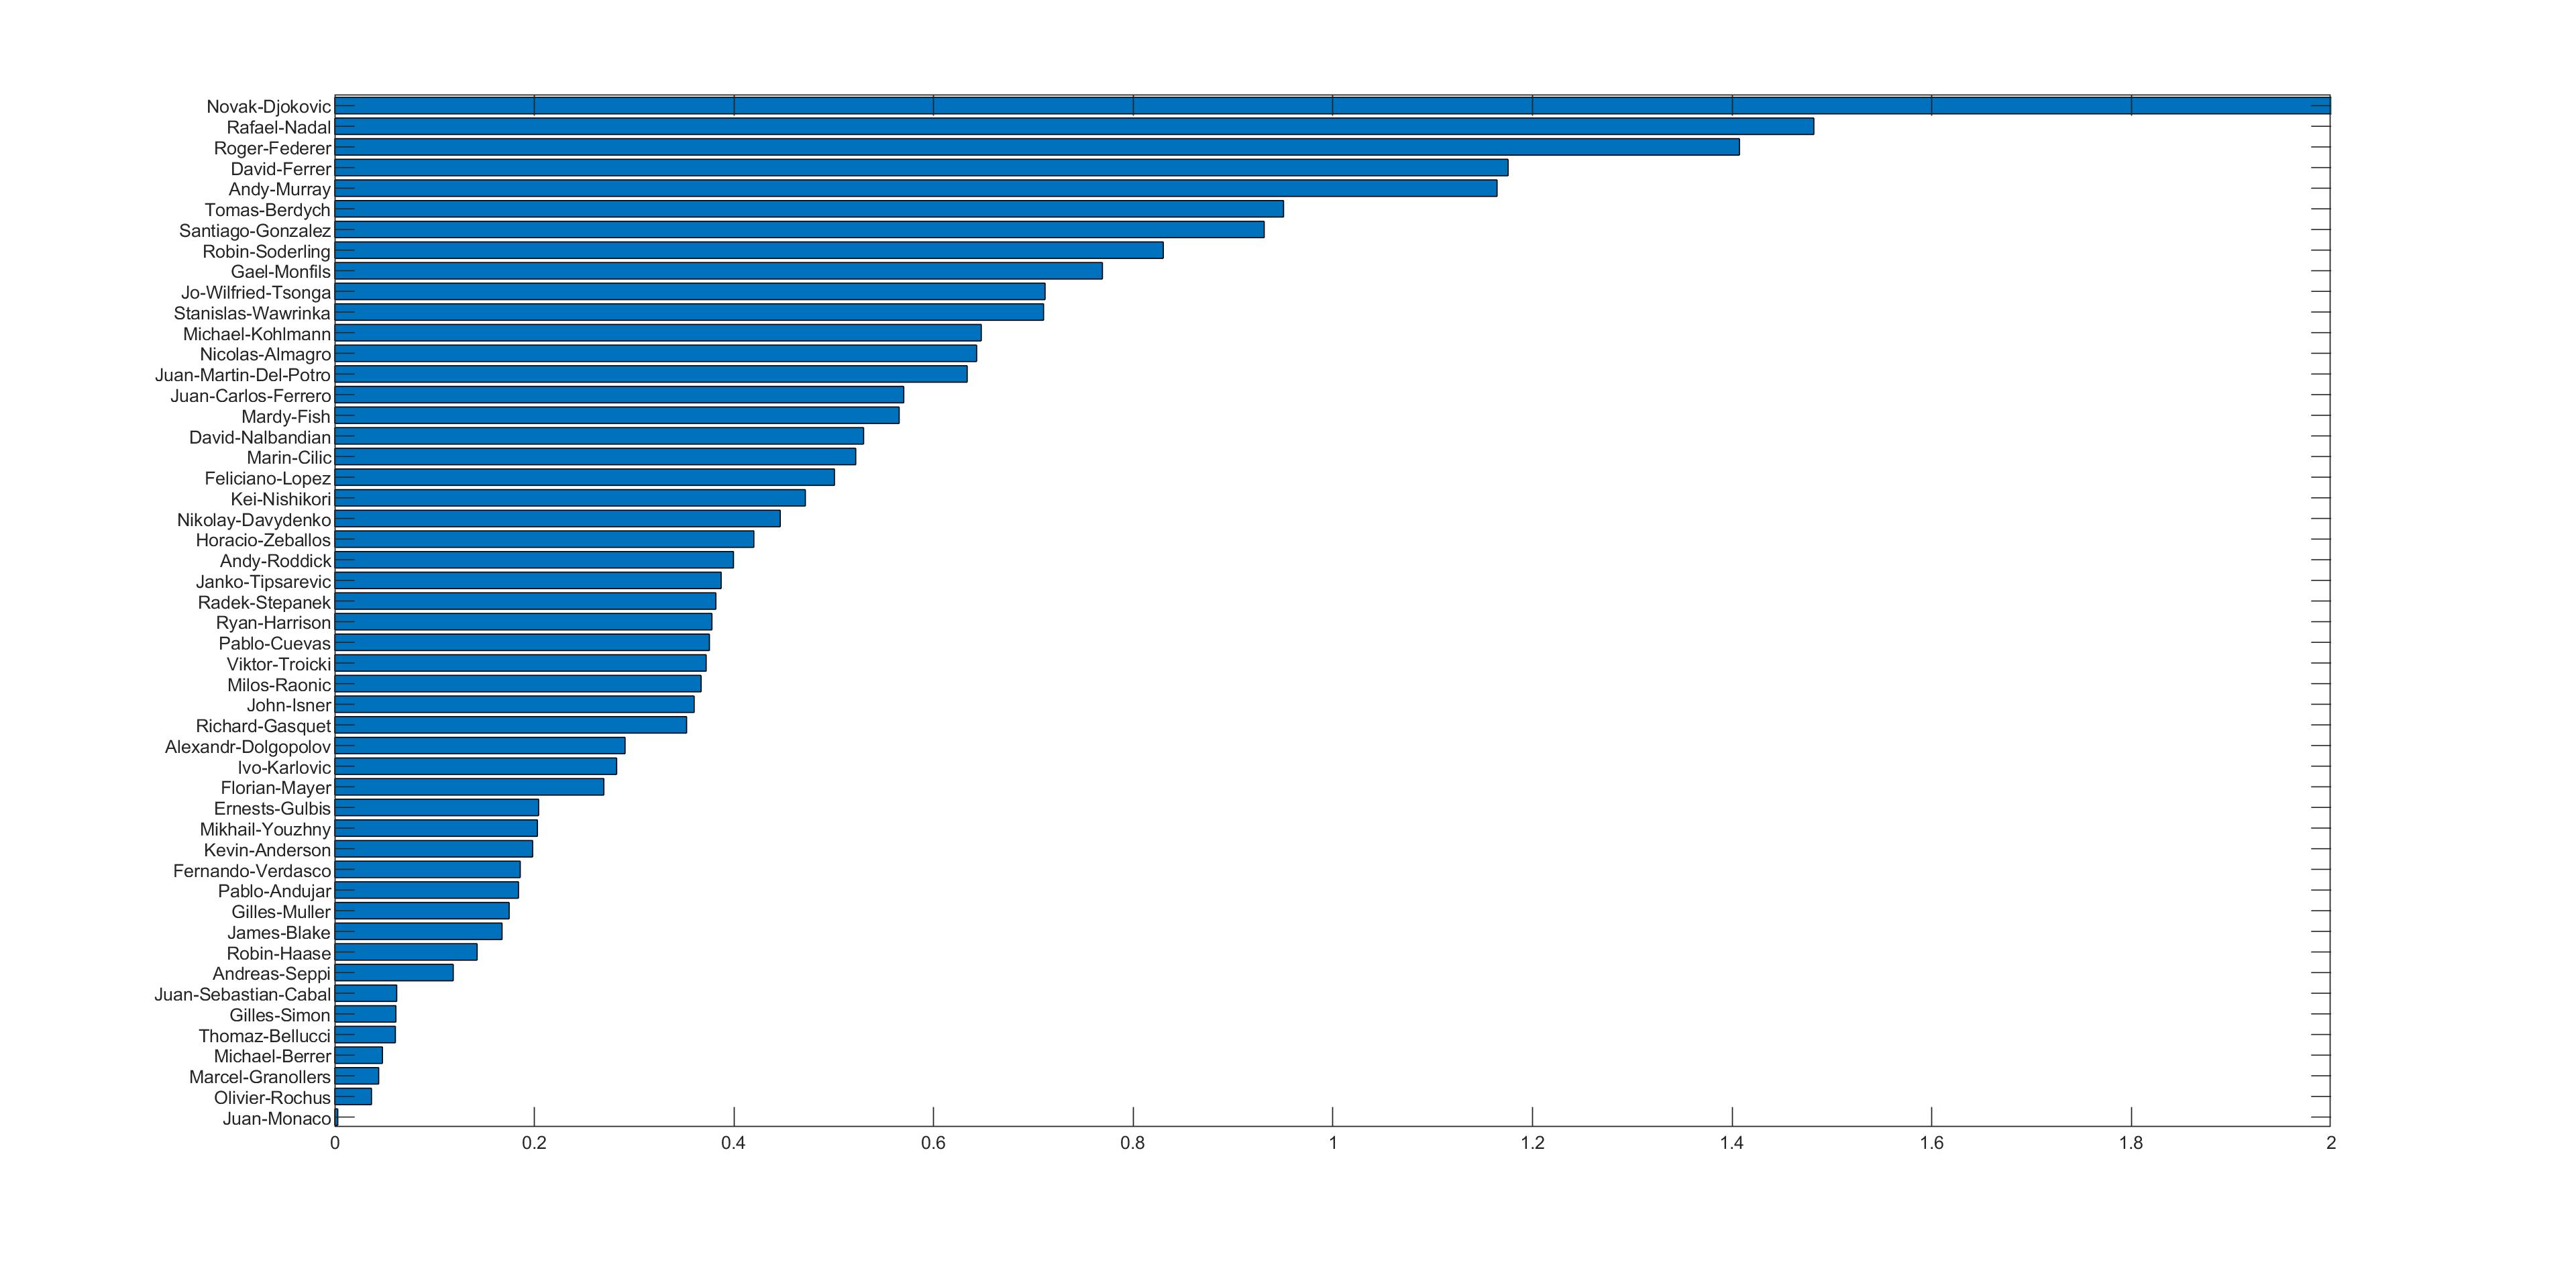 Novak-Djokovic
Rafael-Nadal
Roger-Federer
David-Ferrer
Andy-Murray
Tomas-Berdych
Santiago-Gonzalez
Robin-Soderling
Gael-Monfils
Jo-Wilfried-Tsonga
Stanislas-Wawrinka
Michael-Kohlmann
Nicolas-Almagro
Juan-Martin-Del-Potro
Juan-Carlos-Ferrero
Mardy-Fish
David-Nalbandian
Marin-Cilic
Feliciano-Lopez
Kei-Nishikori
Nikolay-Davydenko
Horacio-Zeballos
Andy-Roddick
Janko-Tipsarevic
Radek-Stepanek
Ryan-Harrison
Pablo-Cuevas
Viktor-Troicki
Milos-Raonic
John-Isner
Richard-Gasquet
Alexandr-Dolgopolov
Ivo-Karlovic
Florian-Mayer
Ernests-Gulbis
Mikhail-Youzhny
Kevin-Anderson
Fernando-Verdasco
Pablo-Andujar
Gilles-Muller
James-Blake
Robin-Haase
Andreas-Seppi
Juan-Sebastian-Cabal
Gilles-Simon
Thomaz-Bellucci
Michael-Berrer
Marcel-Granollers
Olivier-Rochus
Juan-Monaco
0 0.2 0.4 0.6 0.8 1 1.2 1.4 1.6 1.8 2